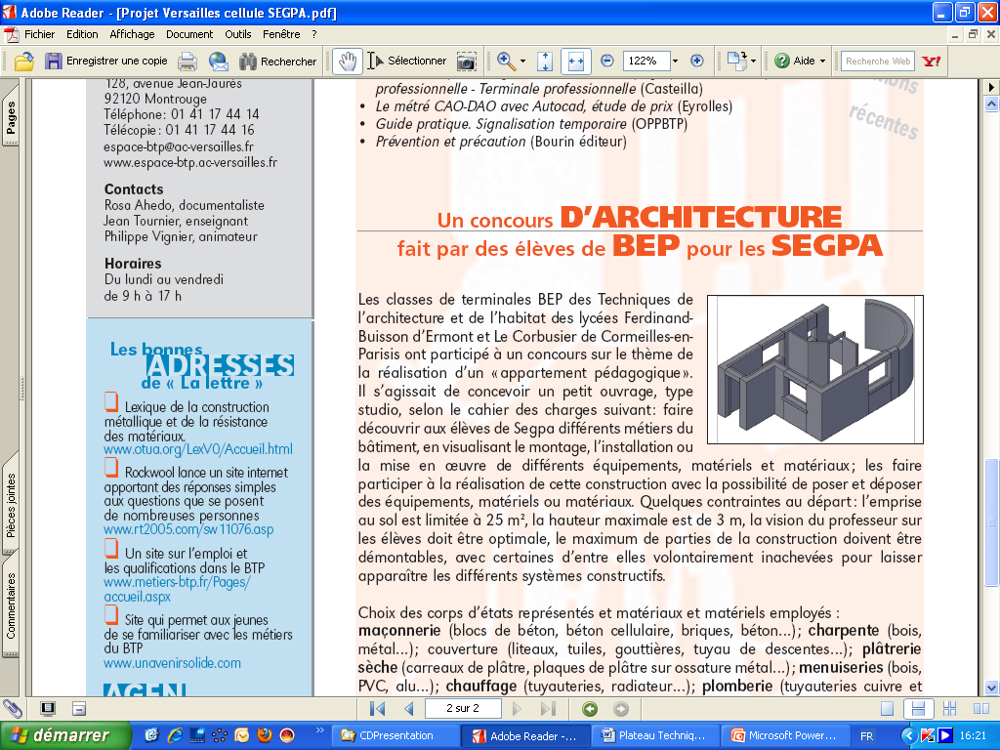 Adobe Reader - [Projet Versailles cellule SEGPA.pdf]
Fichier Edition Affichage Document Outils Fenêtre ?
Enregistrer une copie Rechercher Sélectionner 122% Aide Recherche Web Y!
Pages
Pièces jointes
Commentaires
128, avenue Jean-Jaurès
92120 Montrouge
Téléphone : 01 41 17 44 14
Télécopie : 01 41 17 44 16
espace-btp@ac-versailles.fr
www.espace-btp.ac-versailles.fr
Contacts
Rosa Ahedo, documentaliste
Jean Tournier, enseignant
Philippe Vignier, animateur
Horaires
Du lundi au vendredi
de 9 h à 17 h
Les bonnes
ADRESSES
de « La lettre »
Lexique de la construction
métallique et de la résistance
des matériaux.
www.otua.org/LexV0/Accueil.html
Rockwool lance un site internet
apportant des réponses simples
aux questions que se posent
de nombreuses personnes
www.rt2005.com/sw11076.asp
Un site sur l'emploi et
les qualifications dans le BTP
www.metiers-btp.fr/Pages/
accueil.aspx
Site qui permet aux jeunes
de se familiariser avec les métiers
du BTP
www.unavenirsolide.com
professionnelle - Terminale professionnelle (Casteilla)
• Le métré CAO-DAO avec Autocad, étude de prix (Eyrolles)
• Guide pratique. Signalisation temporaire (OPPBTP)
• Prévention et précaution (Bourin éditeur)
récentes
Un concours D'ARCHITECTURE
fait par des élèves de BEP pour les SEGPA
Les classes de terminales BEP des Techniques de
l'architecture et de l'habitat des lycées Ferdinand-
Buisson d'Ermont et Le Corbusier de Cormeilles-en-
Parisis ont participé à un concours sur le thème de
la réalisation d'un « appartement pédagogique ».
Il s'agissait de concevoir un petit ouvrage, type
studio, selon le cahier des charges suivant : faire
découvrir aux élèves de Segpa différents métiers du
bâtiment, en visualisant le montage, l'installation ou
la mise en œuvre de différents équipements, matériels et matériaux ; les faire
participer à la réalisation de cette construction avec la possibilité de poser et déposer
des équipements, matériels ou matériaux. Quelques contraintes au départ : l'emprise
au sol est limitée à 25 m², la hauteur maximale est de 3 m, la vision du professeur sur
les élèves doit être optimale, le maximum de parties de la construction doivent être
démontables, avec certaines d'entre elles volontairement inachevées pour laisser
apparaître les différents systèmes constructifs.
Choix des corps d'états représentés et matériaux et matériels employés :
maçonnerie (blocs de béton, béton cellulaire, briques, béton...) ; charpente (bois,
métal...) ; couverture (liteaux, tuiles, gouttières, tuyau de descentes...) ; plâtrerie
sèche (carreaux de plâtre, plaques de plâtre sur ossature métal...) ; menuiseries (bois,
PVC, alu...) ; chauffage (tuyauteries, radiateur...) ; plomberie (tuyauteries cuivre et
2 sur 2
démarrer CDPresentation Adobe Reader -... Plateau Techniq... Microsoft Power... FR 16:21